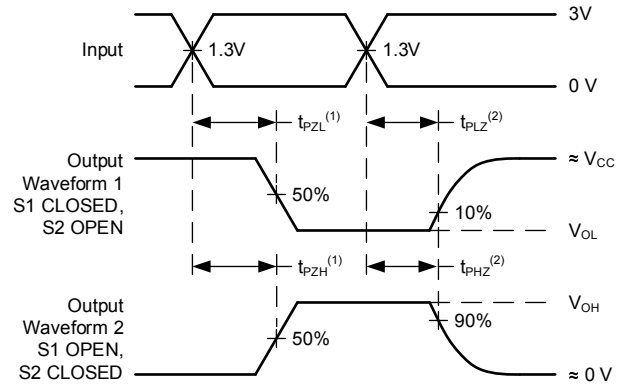 3V
Input
1.3V
1.3V
0 V
tPZL(1)
tPLZ(2)
Output
Waveform 1
S1 CLOSED,
S2 OPEN
≈ VCC
50%
10%
VOL
tPZH(1)
tPHZ(2)
Output
Waveform 2
S1 OPEN,
S2 CLOSED
VOH
50%
90%
≈ 0 V